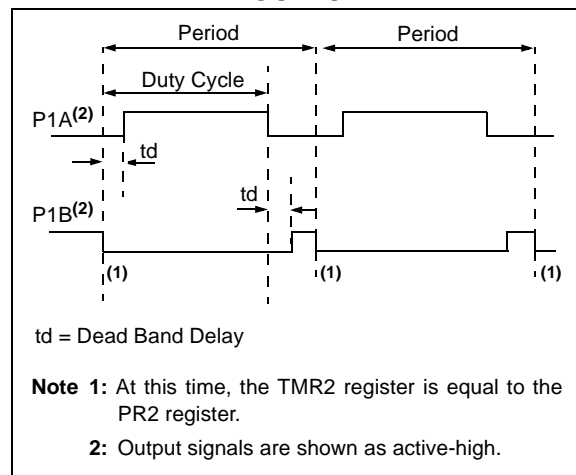 Period Period
Duty Cycle
P1A(2)
td
td
P1B(2)
(1) (1) (1)
td = Dead Band Delay
Note 1: At this time, the TMR2 register is equal to the
PR2 register.
2: Output signals are shown as active-high.